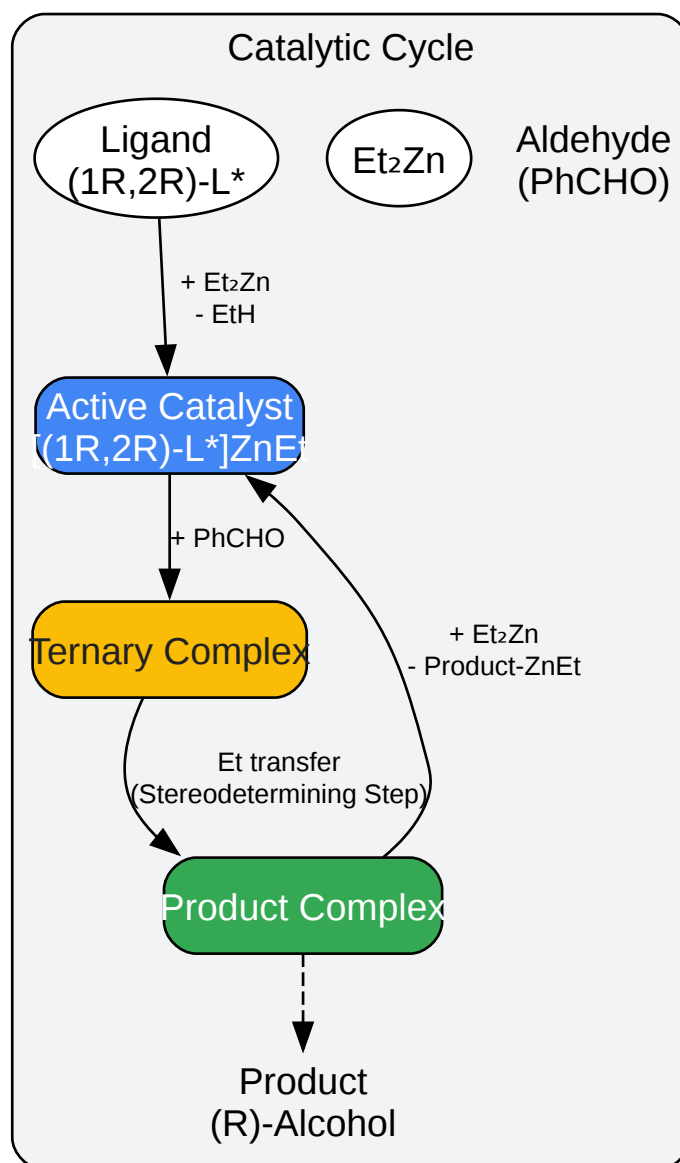 Catalytic Cycle
Ligand
(1R,2R)-L*
Et₂Zn
Aldehyde
(PhCHO)
+ Et₂Zn
- EtH
Active Catalyst
[(1R,2R)-L*]ZnEt
+ PhCHO
Ternary Complex
+ Et₂Zn
- Product-ZnEt
Et transfer
(Stereodetermining Step)
Product Complex
Product
(R)-Alcohol